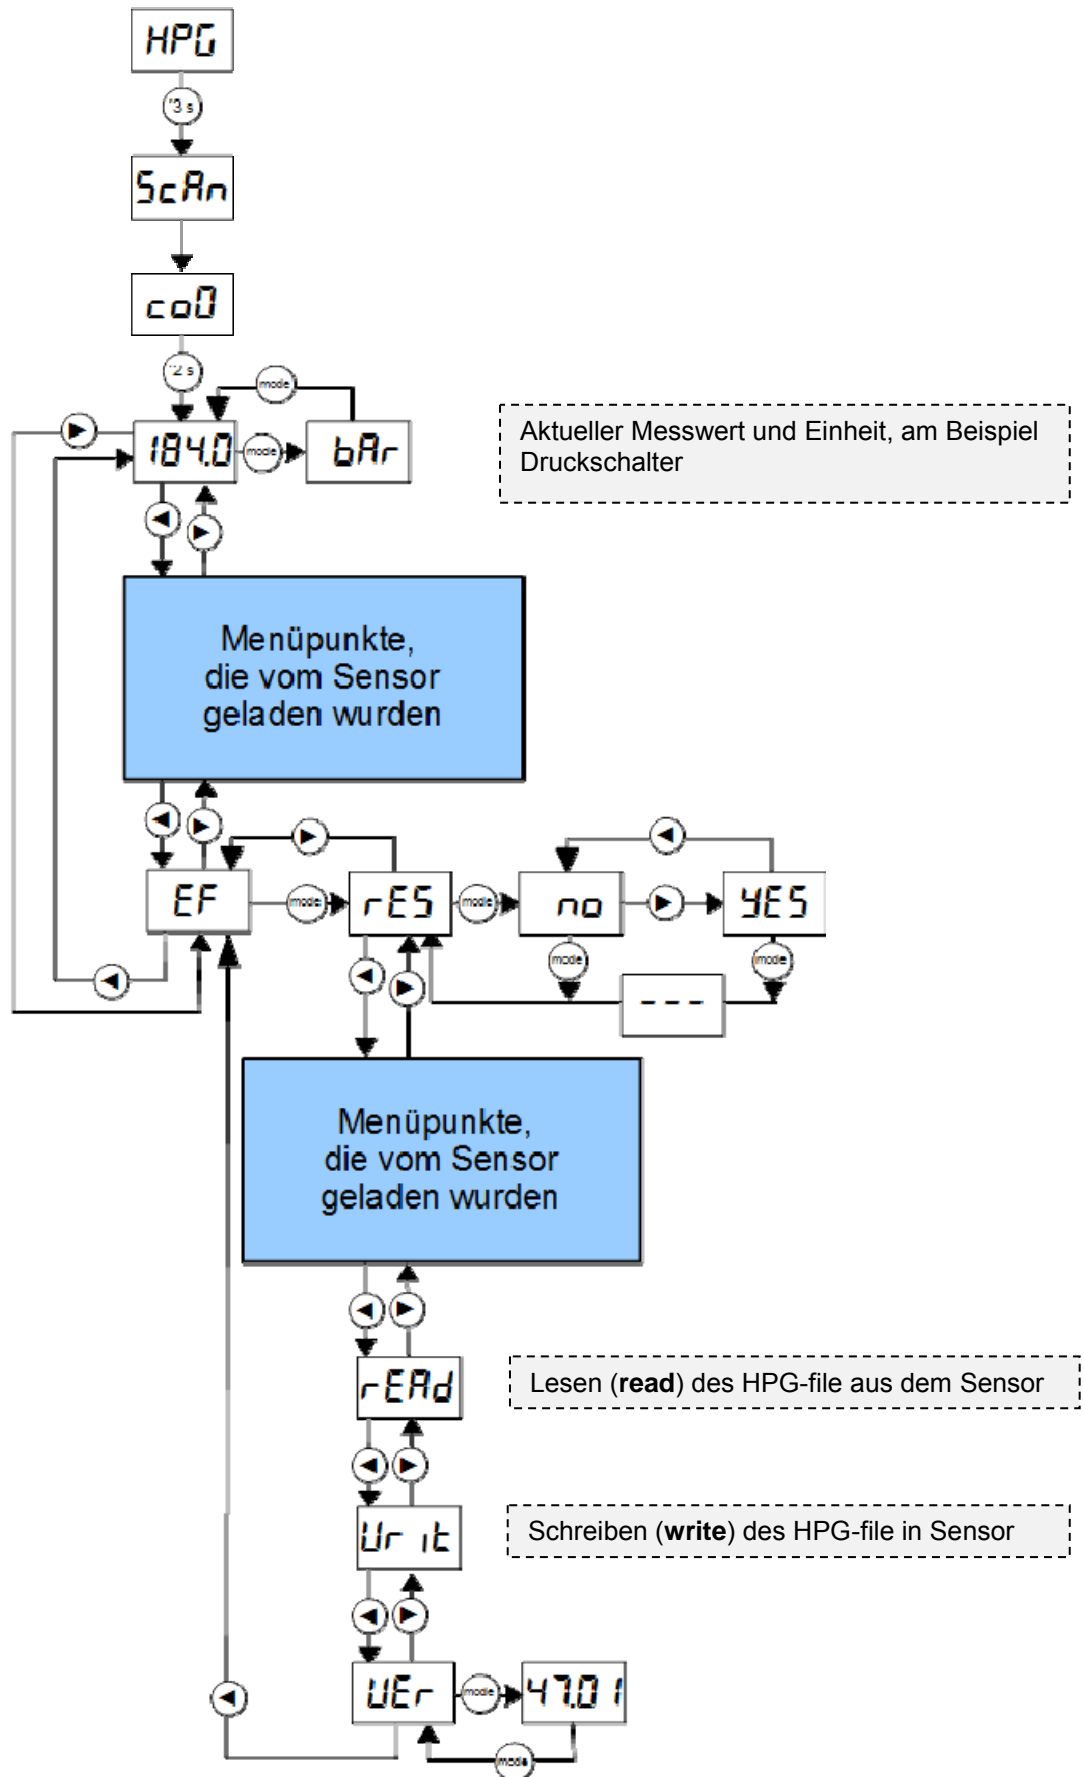 HPG
3 s
ScAn
co0
2 s
mode
184.0
mode
bAr
Aktueller Messwert und Einheit, am Beispiel
Druckschalter
Menüpunkte,
die vom Sensor
geladen wurden
EF
mode
rES
mode
no
YES
mode
mode
---
Menüpunkte,
die vom Sensor
geladen wurden
rEAd
Lesen (read) des HPG-file aus dem Sensor
Urit
Schreiben (write) des HPG-file in Sensor
UEr
mode
47.01
mode